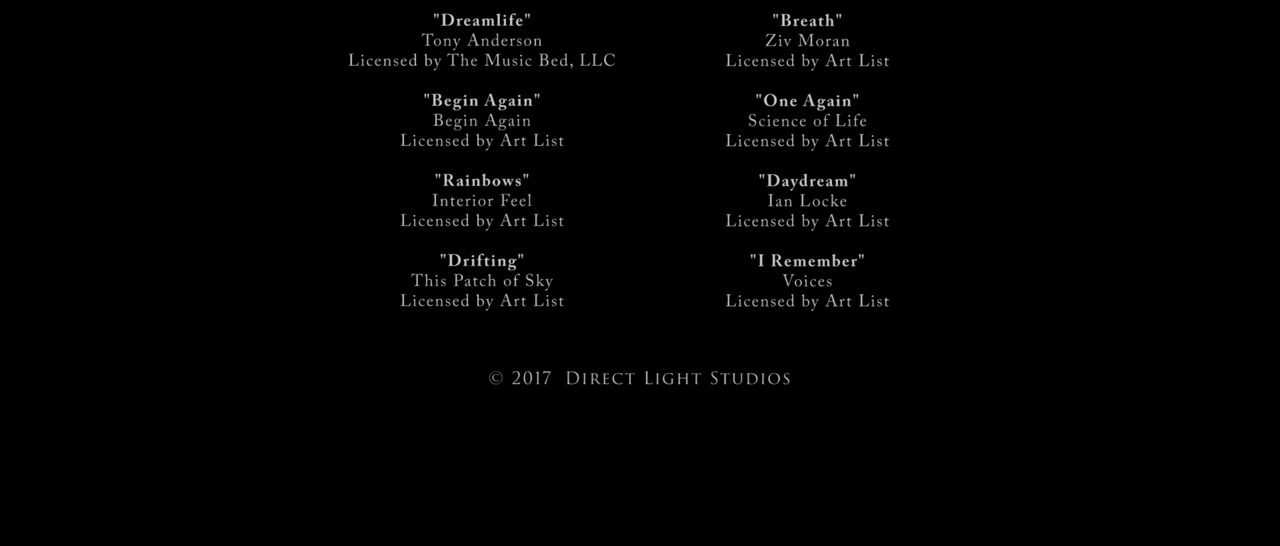 "Dreamlife"
Tony Anderson
Licensed by The Music Bed, LLC
"Begin Again"
Begin Again
Licensed by Art List
"Rainbows"
Interior Feel
Licensed by Art List
"Drifting"
This Patch of Sky
Licensed by Art List
"Breath"
Ziv Moran
Licensed by Art List
"One Again"
Science of Life
Licensed by Art List
"Daydream"
Ian Locke
Licensed by Art List
"I Remember"
Voices
Licensed by Art List
© 2017 Direct Light Studios